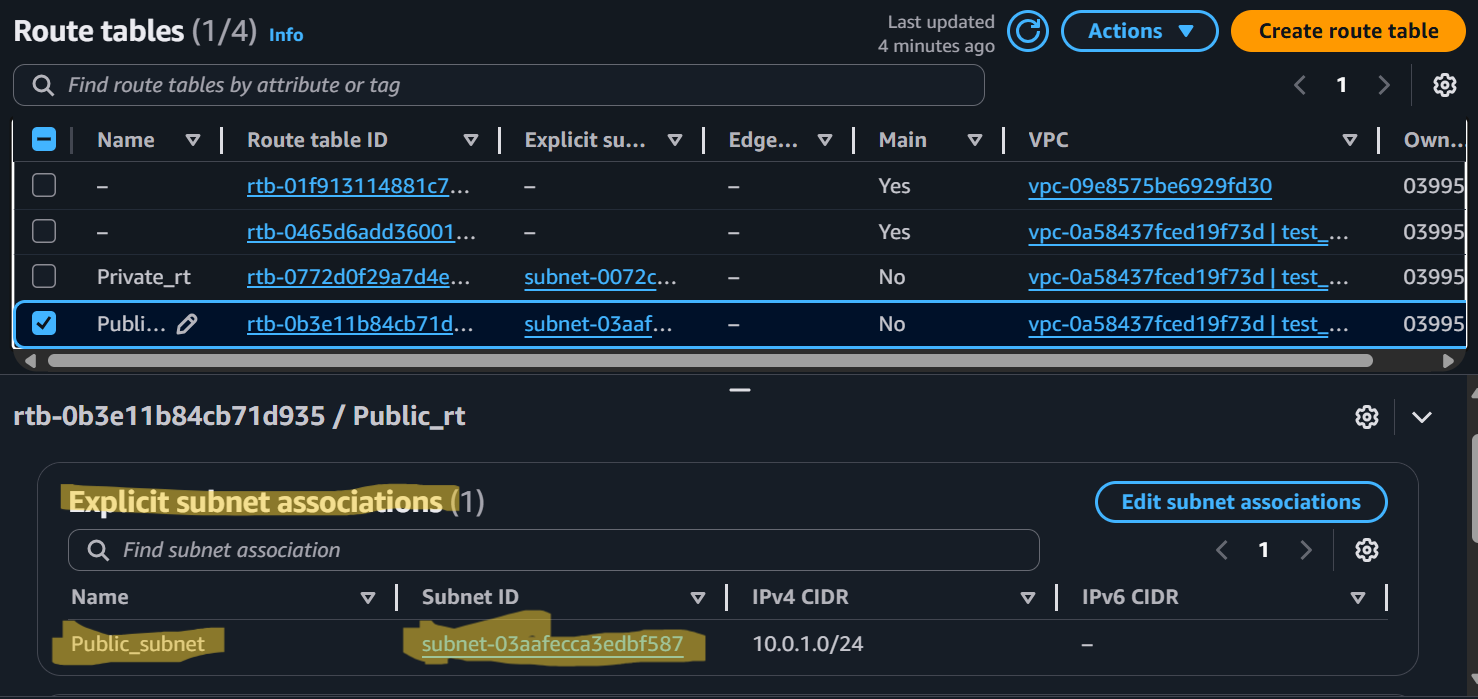 Route tables (1/4) Info
Last updated
4 minutes ago
Actions
Create route table
Find route tables by attribute or tag
1
Name Route table ID Explicit su... Edge... Main VPC Own...
– rtb-01f913114881c7... – – Yes vpc-09e8575be6929fd30 03995
– rtb-0465d6add36001... – – Yes vpc-0a58437fced19f73d | test_... 03995
Private_rt rtb-0772d0f29a7d4e... subnet-0072c... – No vpc-0a58437fced19f73d | test_... 03995
Publi... rtb-0b3e11b84cb71d... subnet-03aaf... – No vpc-0a58437fced19f73d | test_... 03995
rtb-0b3e11b84cb71d935 / Public_rt
Explicit subnet associations (1)
Edit subnet associations
Find subnet association
1
Name Subnet ID IPv4 CIDR IPv6 CIDR
Public_subnet subnet-03aafecca3edbf587 10.0.1.0/24 –